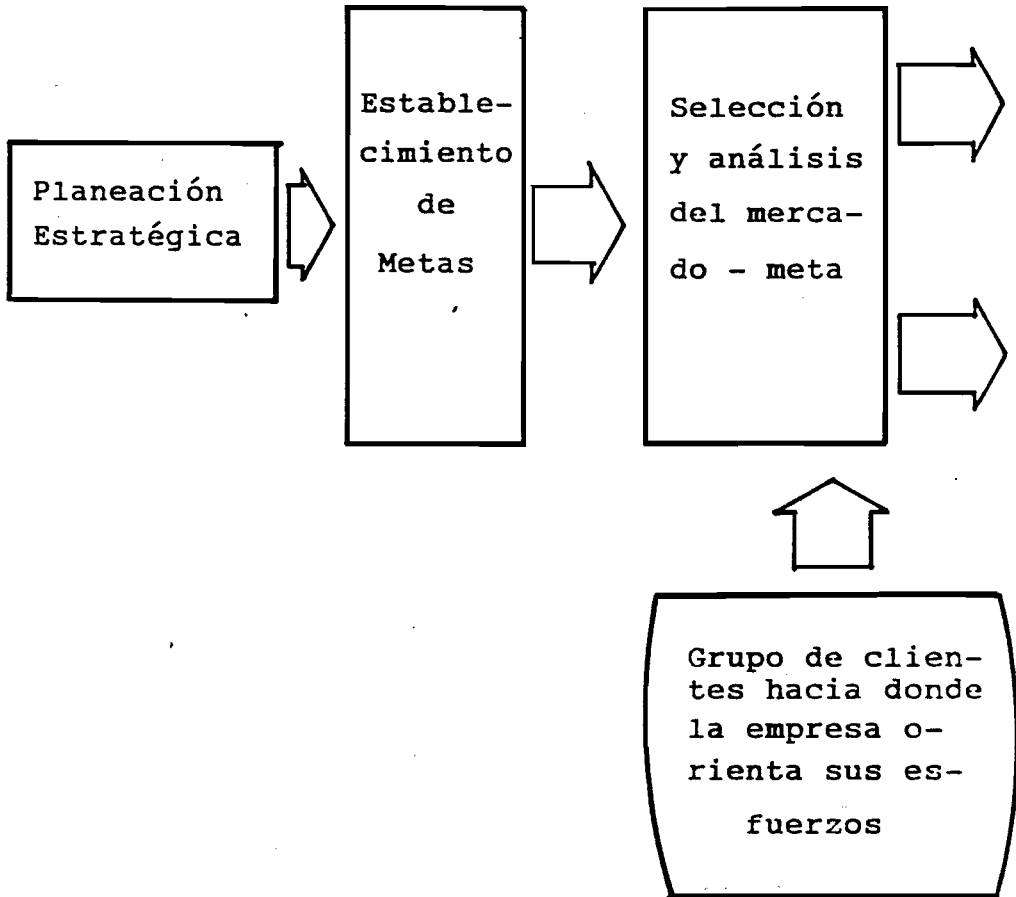 Planeación
Estratégica
Estable-
cimiento
de
Metas
Selección
y análisis
del merca-
do - meta
Grupo de clien-
tes hacia donde
la empresa o-
rienta sus es-
fuerzos